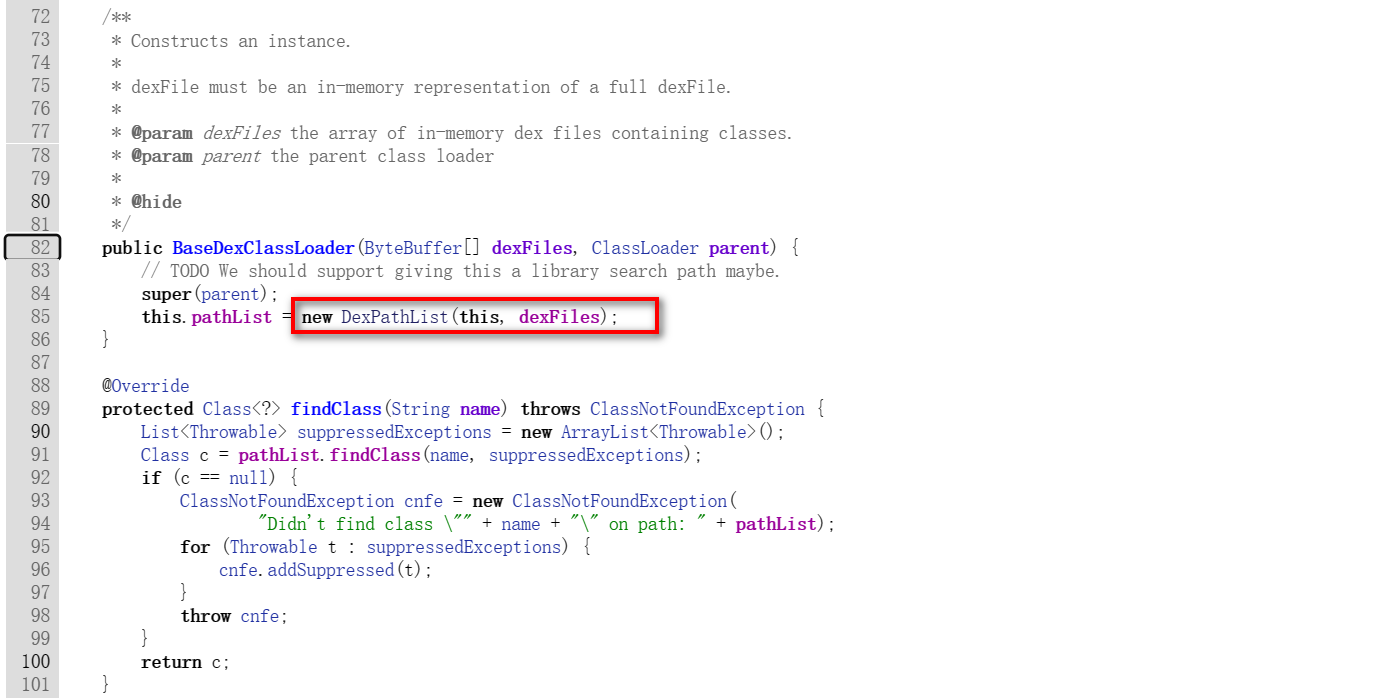 72 /**
73 * Constructs an instance.
74 *
75 * dexFile must be an in-memory representation of a full dexFile.
76 *
77 * @param dexFiles the array of in-memory dex files containing classes.
78 * @param parent the parent class loader
79 *
80 * @hide
81 */
82 public BaseDexClassLoader(ByteBuffer[] dexFiles, ClassLoader parent) {
83 // TODO We should support giving this a library search path maybe.
84 super(parent);
85 this.pathList = new DexPathList(this, dexFiles);
86 }
87
88 @Override
89 protected Class<?> findClass(String name) throws ClassNotFoundException {
90 List<Throwable> suppressedExceptions = new ArrayList<Throwable>();
91 Class c = pathList.findClass(name, suppressedExceptions);
92 if (c == null) {
93 ClassNotFoundException cnfe = new ClassNotFoundException(
94 "Didn't find class \"" + name + "\" on path: " + pathList);
95 for (Throwable t : suppressedExceptions) {
96 cnfe.addSuppressed(t);
97 }
98 throw cnfe;
99 }
100 return c;
101 }